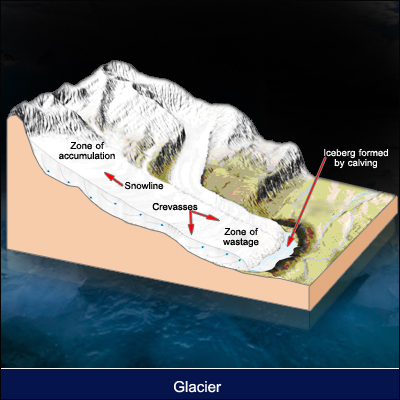 Zone of
accumulation
Iceberg formed
by calving
Snowline
Crevasses
Zone of
wastage
Glacier